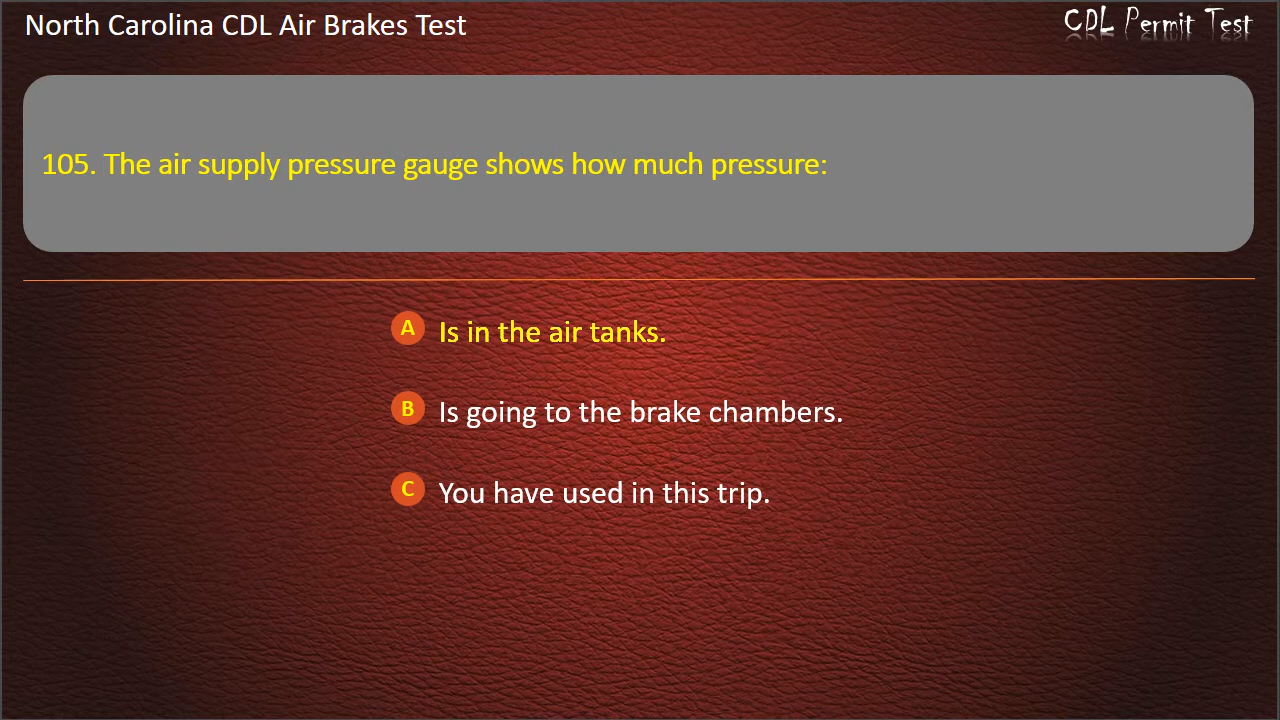 North Carolina CDL Air Brakes Test
CDL Permit Test
105. The air supply pressure gauge shows how much pressure:
A Is in the air tanks.
B Is going to the brake chambers.
C You have used in this trip.